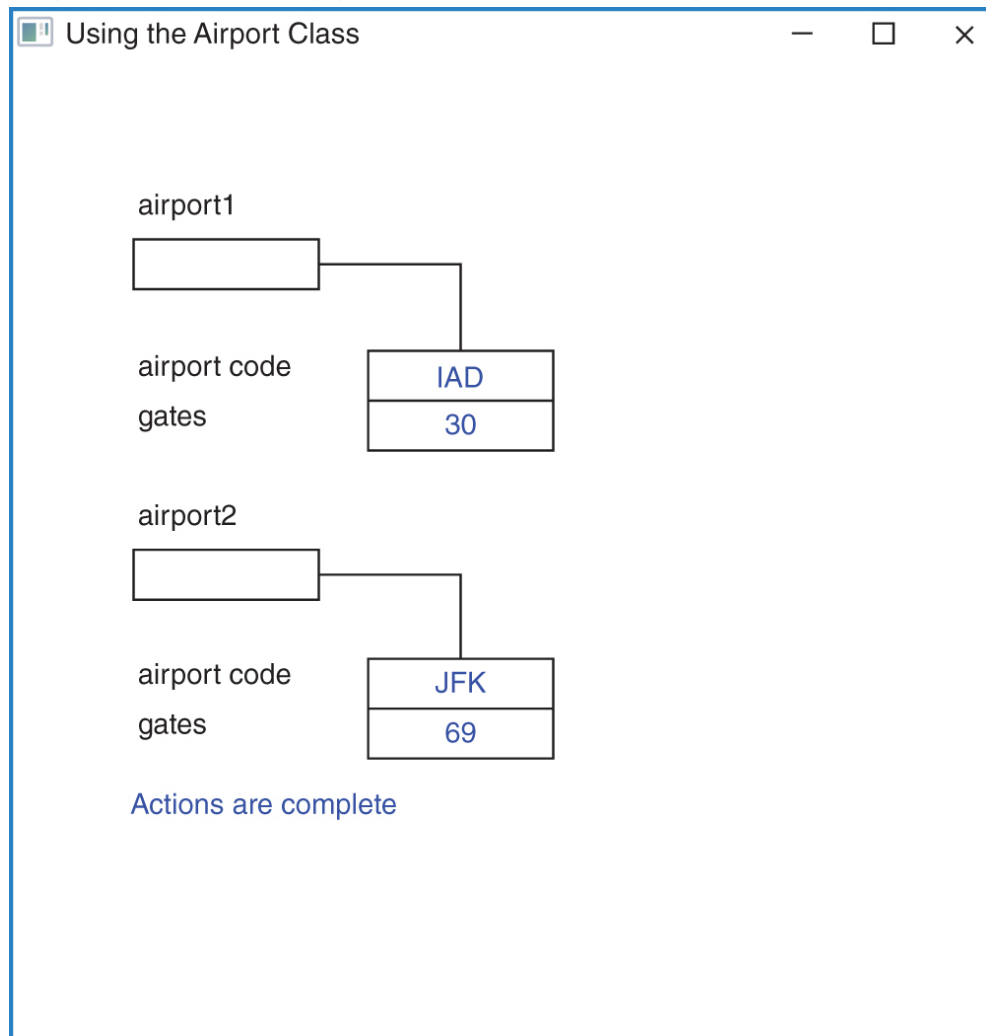 Using the Airport Class
airport1
airport code
IAD
gates
30
airport2
airport code
JFK
gates
69
Actions are complete